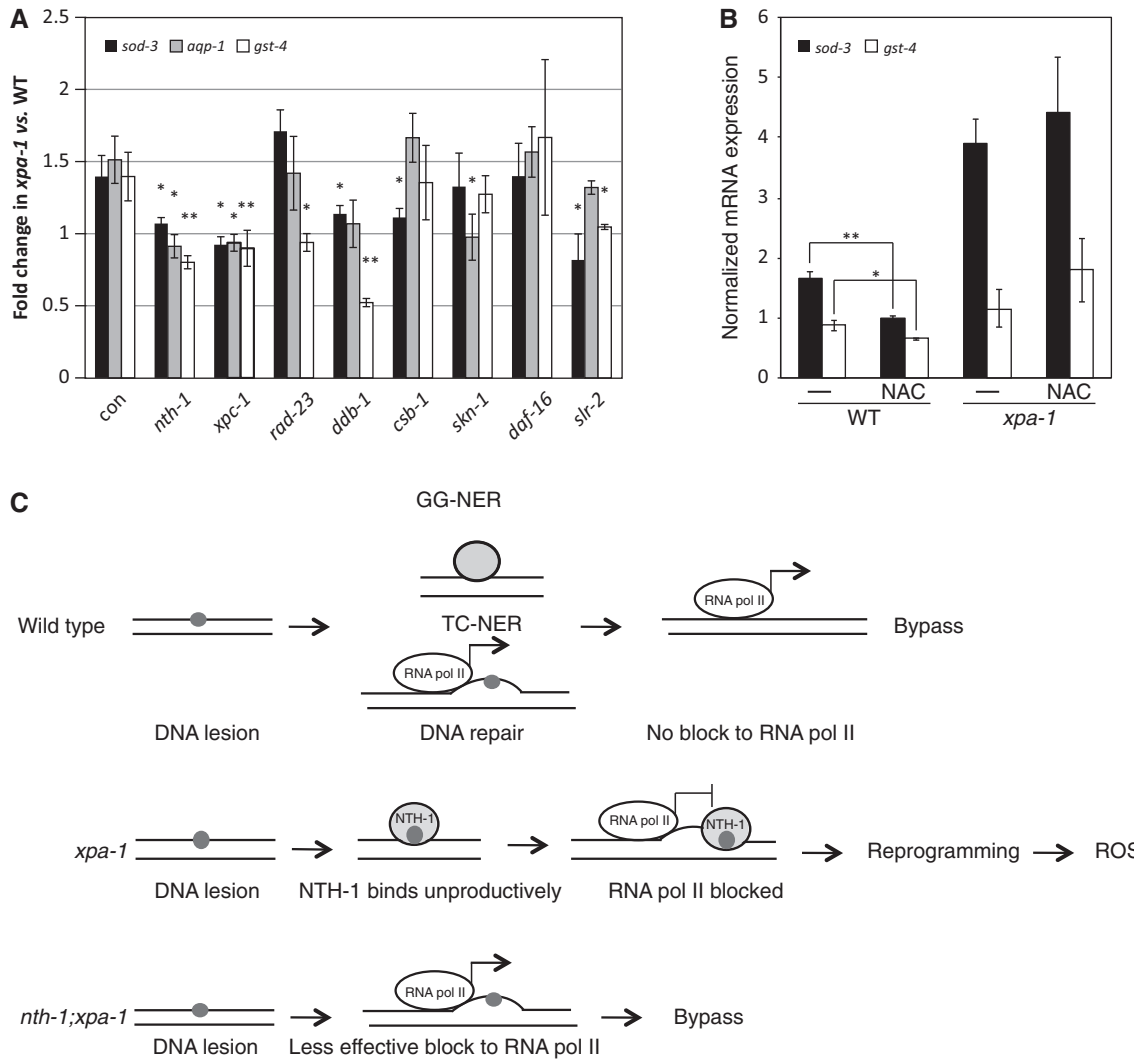 A
Fold change in xpa-1 vs. WT
2.5
2
1.5
1
0.5
0
sod-3 aqp-1 gst-4
* * **
* * **
*
* **
*
*
* *
con nth-1 xpc-1 rad-23 ddb-1 csb-1 skn-1 daf-16 slr-2
B
Normalized mRNA expression
6
5
4
3
2
1
0
sod-3 gst-4
**
*
— NAC — NAC
WT xpa-1
C
GG-NER
Wild type
TC-NER
RNA pol II
RNA pol II
Bypass
DNA lesion DNA repair No block to RNA pol II
xpa-1
NTH-1
RNA pol II
NTH-1
Reprogramming
ROS
DNA lesion NTH-1 binds unproductively RNA pol II blocked
nth-1;xpa-1
RNA pol II
Bypass
DNA lesion Less effective block to RNA pol II